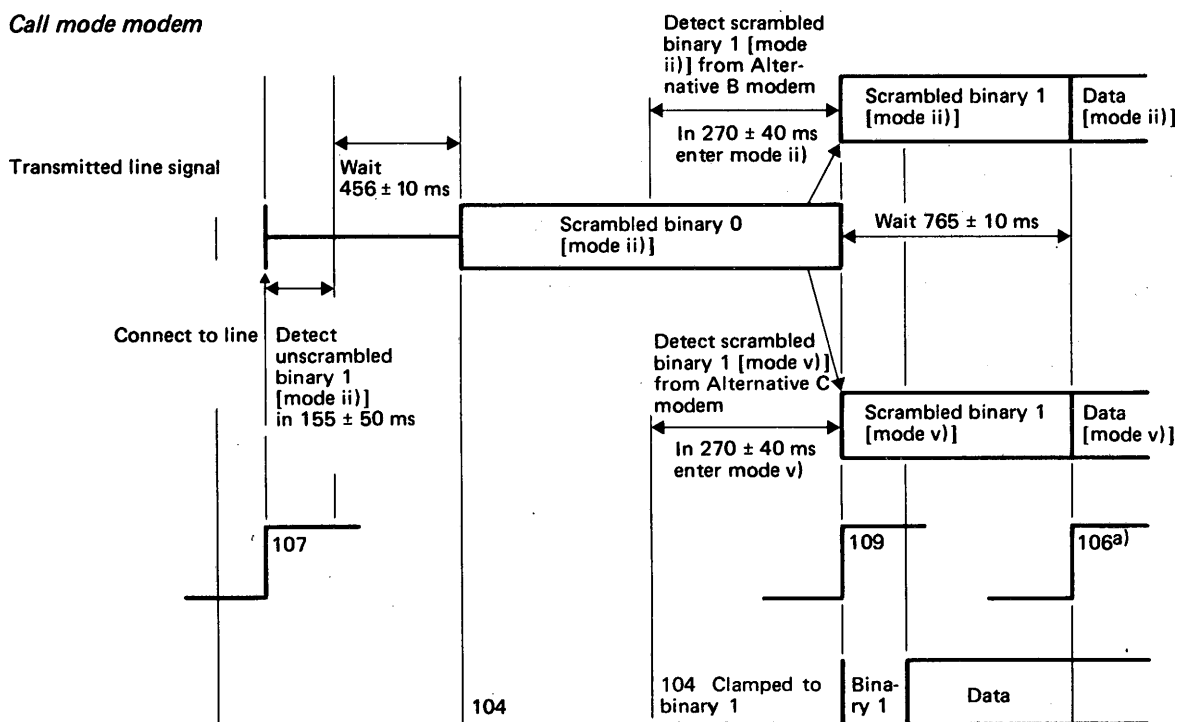 Call mode modem
Detect scrambled
binary 1 [mode
ii)] from Alter-
native B modem
Scrambled binary 1
[mode ii)]
Data
[mode ii)]
In 270 ± 40 ms
enter mode ii)
Transmitted line signal
Wait
456 ± 10 ms
Scrambled binary 0
[mode ii)]
Wait 765 ± 10 ms
Connect to line
Detect
unscrambled
binary 1
[mode ii)]
in 155 ± 50 ms
Detect scrambled
binary 1 [mode v)]
from Alternative C
modem
Scrambled binary 1
[mode v)]
Data
[mode v)]
In 270 ± 40 ms
enter mode v)
107
109
106a)
104
104 Clamped to
binary 1
Bina-
ry 1
Data